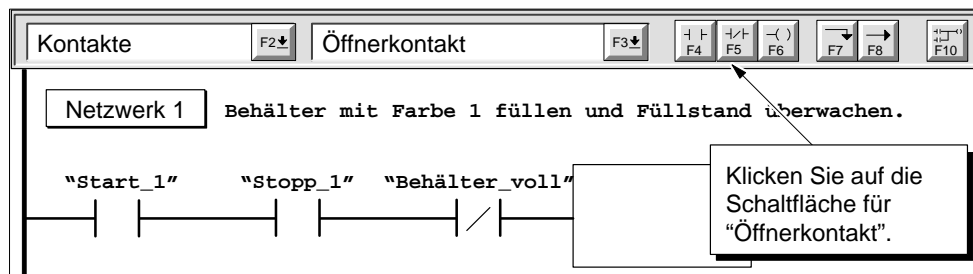 Kontakte F2 Öffnerkontakt F3 F4 F5 F6 F7 F8 F10
Netzwerk 1 Behälter mit Farbe 1 füllen und Füllstand überwachen.
“Start_1” “Stopp_1” “Behälter_voll”
Klicken Sie auf die
Schaltfläche für
“Öffnerkontakt”.